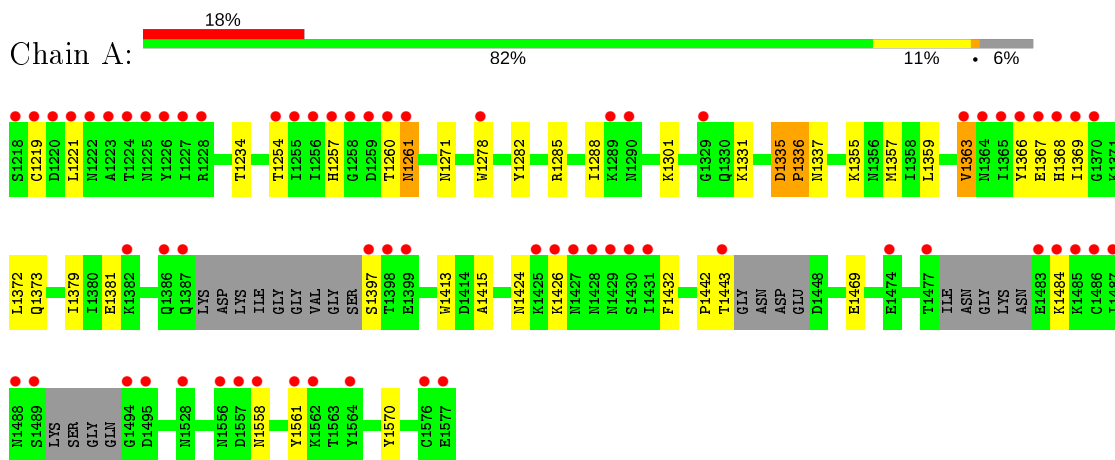 18%
Chain A:
82% 11% • 6%
S1218 C1219 D1220 L1221 N1222 A1223 T1224 N1225 Y1226 I1227 R1228 T1234 T1254 I1255 I1256 H1257 G1258 D1259 T1260 N1261 N1271 W1278 Y1282 R1285 I1288 K1289 N1290 K1301 G1329 Q1330 K1331 D1335 P1336 N1337 K1355 N1356 M1357 I1358 L1359 V1363 N1364 I1365 Y1366 E1367 H1368 I1369 G1370
L1372 Q1373 I1379 I1380 E1381 K1382 Q1386 Q1387 LYS ASP LYS ILE GLY GLY VAL GLY SER S1397 T1398 E1399 W1413 D1414 A1415 N1424 K1425 K1426 N1427 N1428 N1429 S1430 I1431 F1432 P1442 T1443 GLY ASN ASP GLU D1448 E1469 E1474 T1477 ILE ASN GLY LYS ASN E1483 K1484 K1485 C1486
N1488 S1489 LYS SER GLY GLN G1494 D1495 N1528 N1556 D1557 N1558 Y1561 K1562 T1563 Y1564 Y1570 C1576 E1577